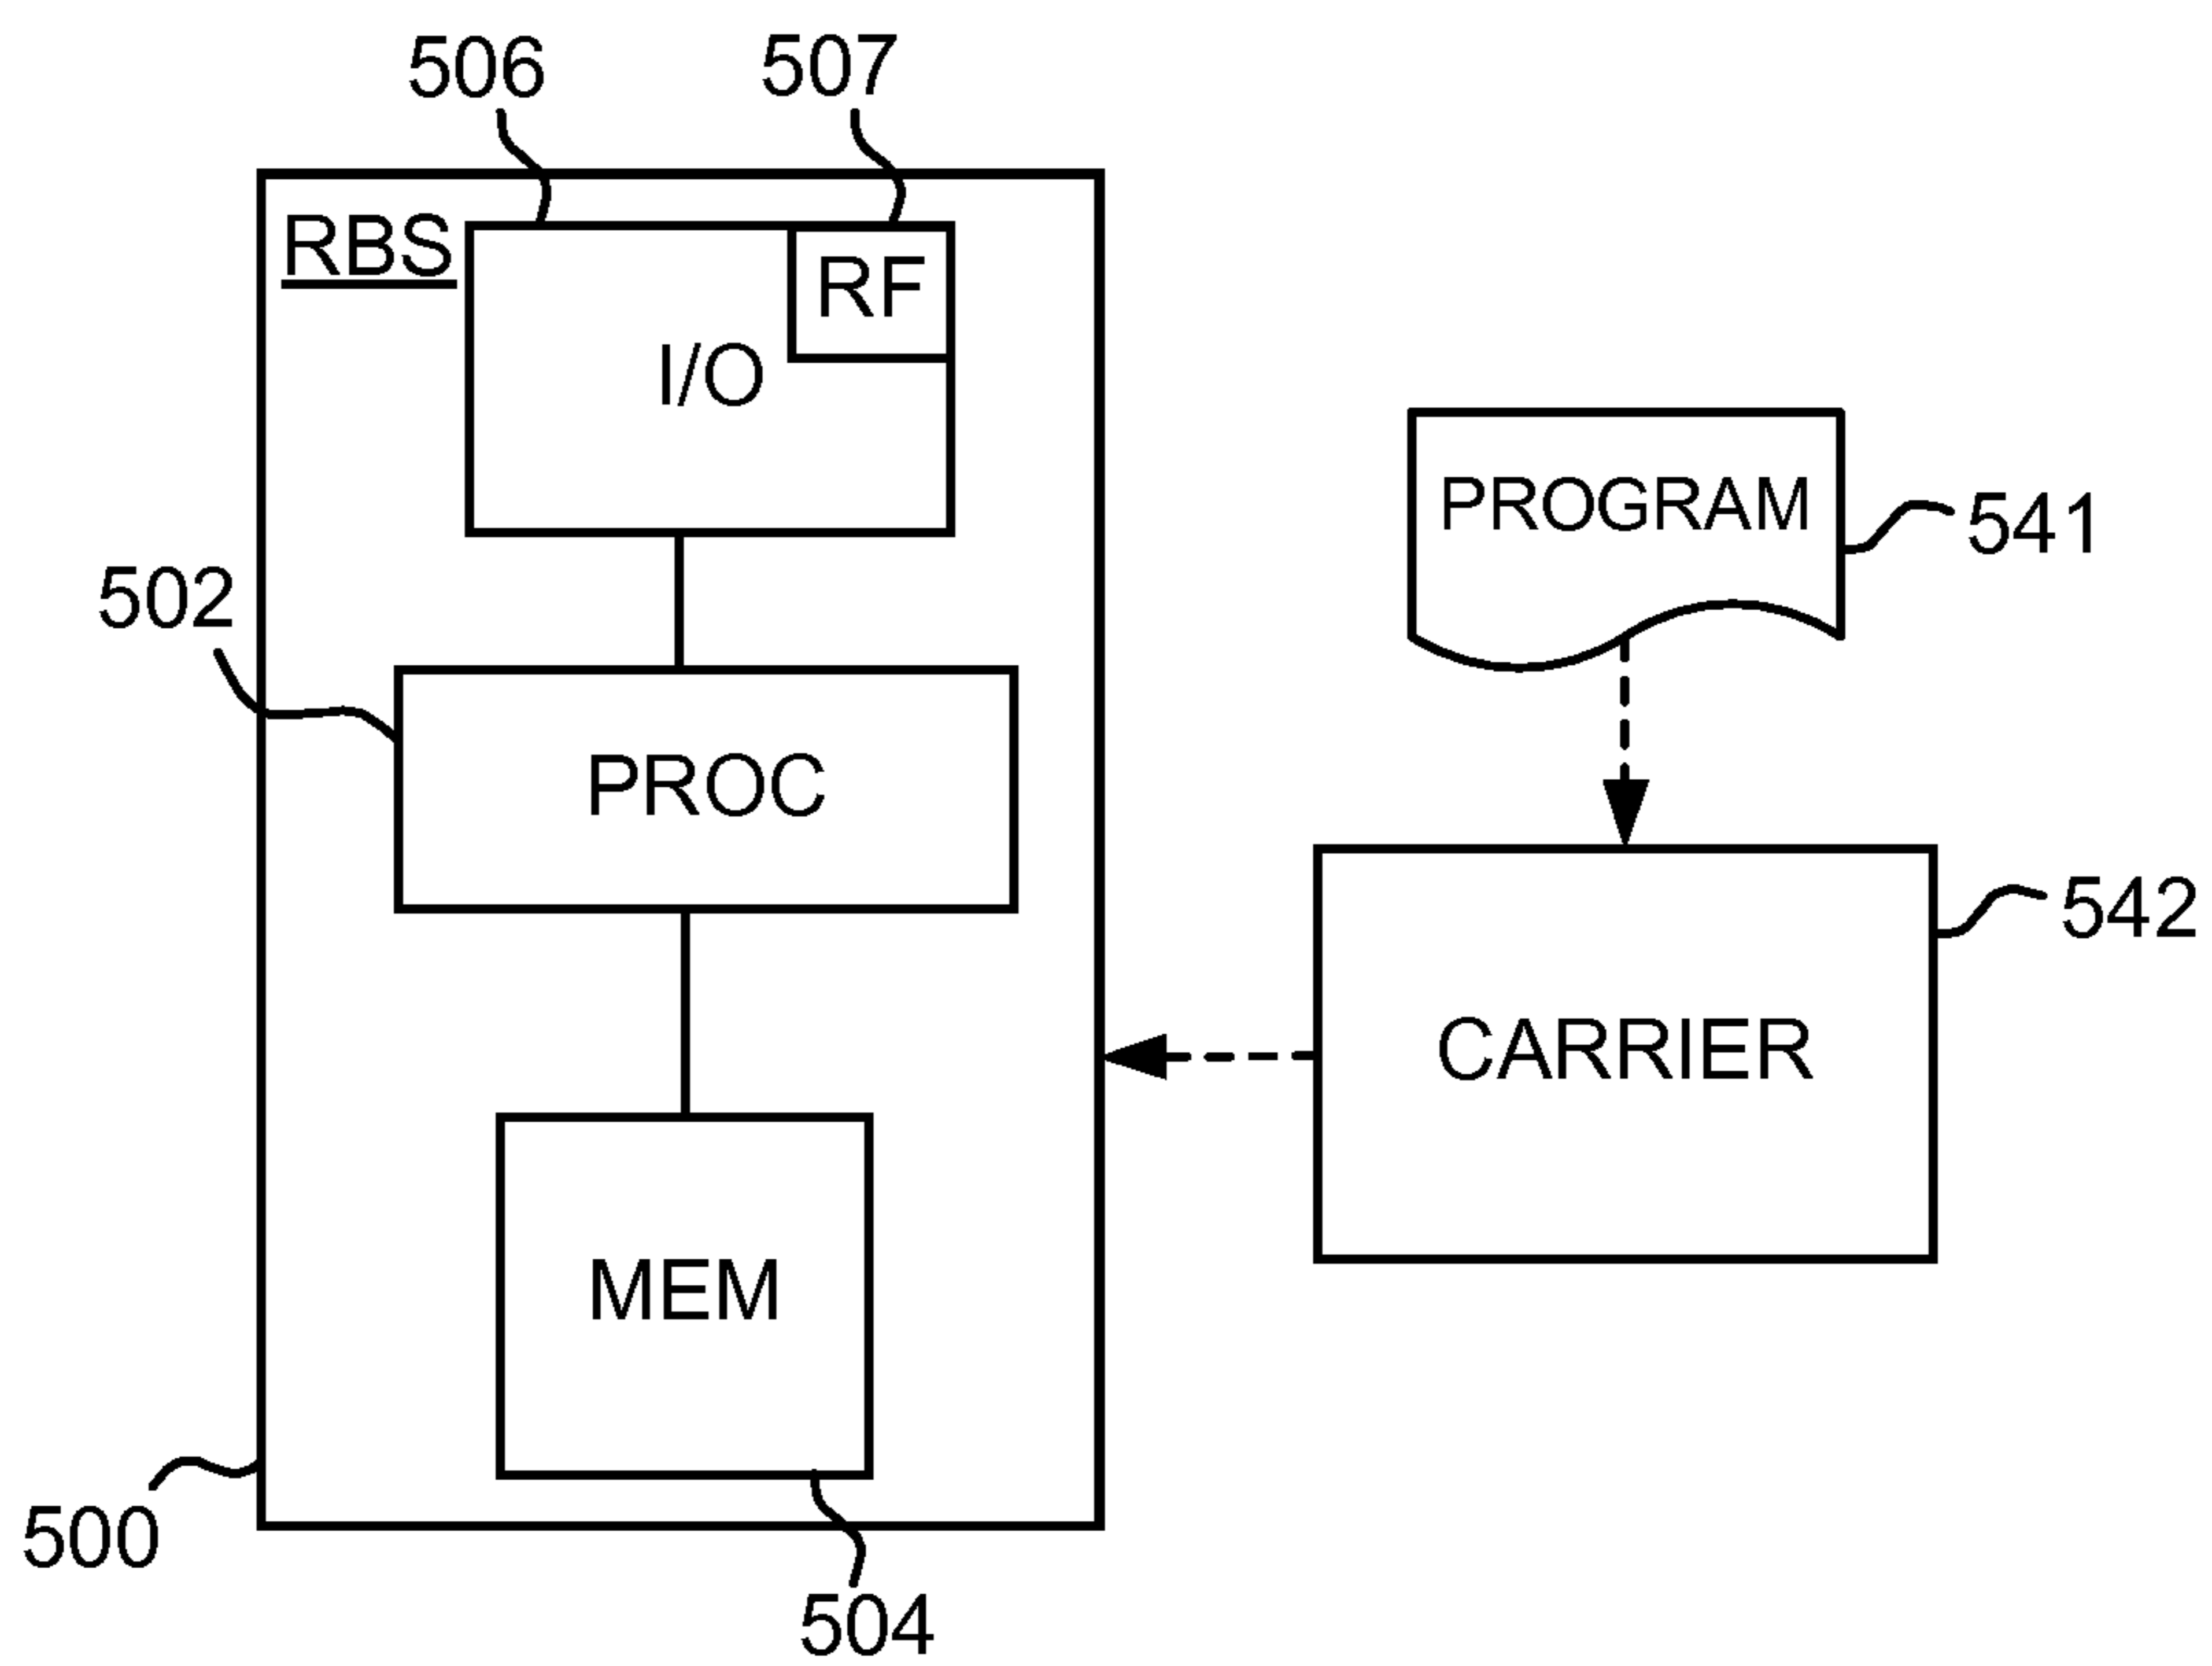 506
507
RBS
RF
I/O
PROGRAM
541
502
PROC
542
CARRIER
MEM
500
504